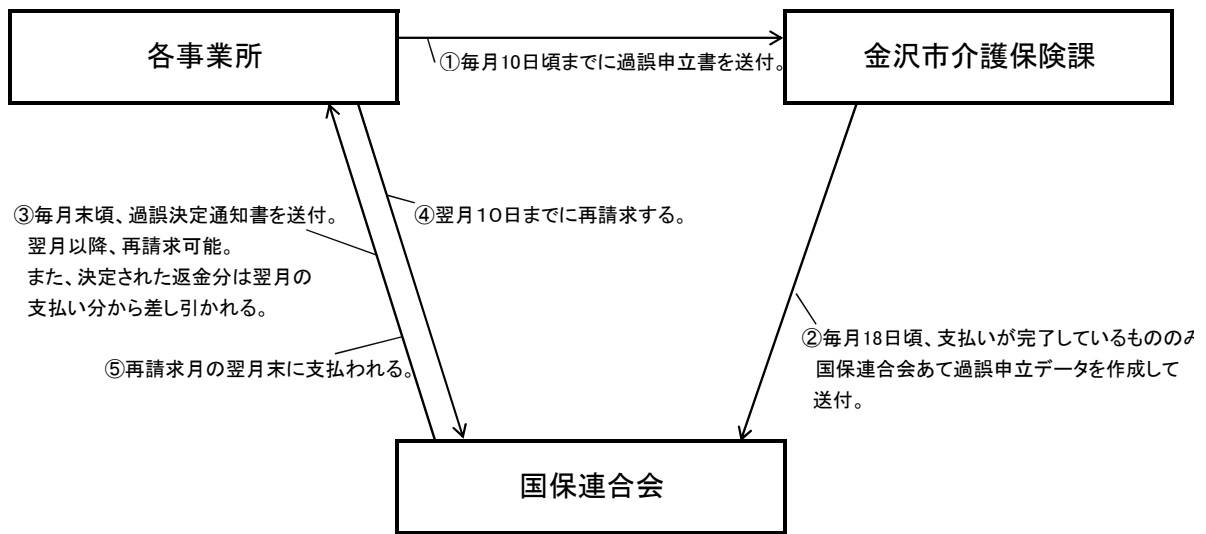 各事業所
金沢市介護保険課
①毎月10日頃までに過誤申立書を送付。
③毎月末頃、過誤決定通知書を送付。
翌月以降、再請求可能。
また、決定された返金分は翌月の
支払い分から差し引かれる。
④翌月１０日までに再請求する。
②毎月18日頃、支払いが完了しているもののみ
国保連合会あて過誤申立データを作成して
送付。
⑤再請求月の翌月末に支払われる。
国保連合会